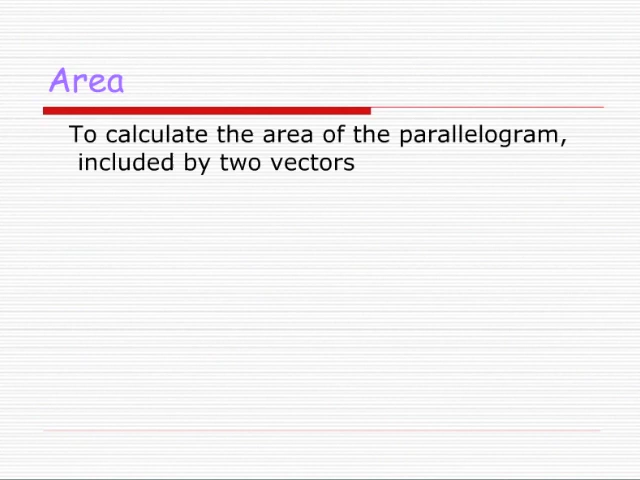 Area
To calculate the area of the parallelogram,
included by two vectors